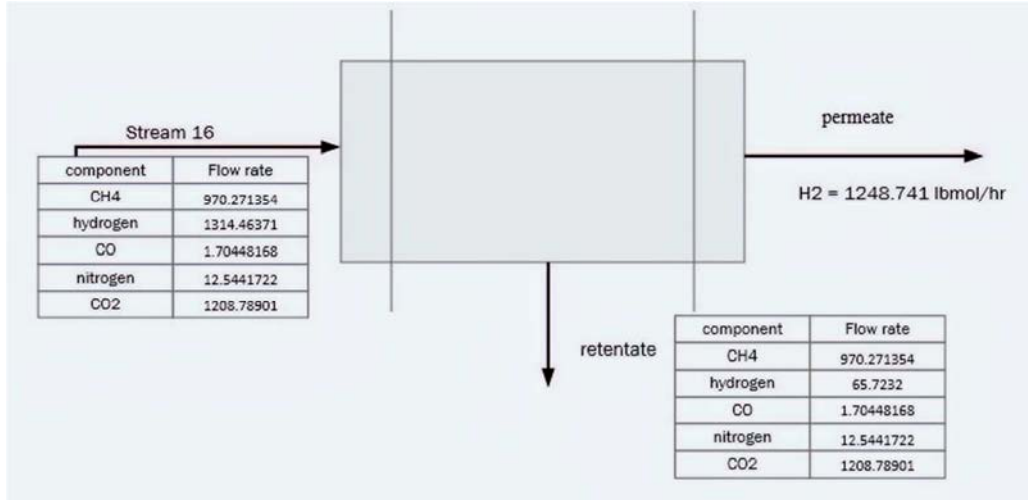 Stream 16
component Flow rate
CH4 970.271354
hydrogen 1314.46371
CO 1.70448168
nitrogen 12.5441722
CO2 1208.78901
permeate
H2 = 1248.741 lbmol/hr
retentate
component Flow rate
CH4 970.271354
hydrogen 65.7232
CO 1.70448168
nitrogen 12.5441722
CO2 1208.78901